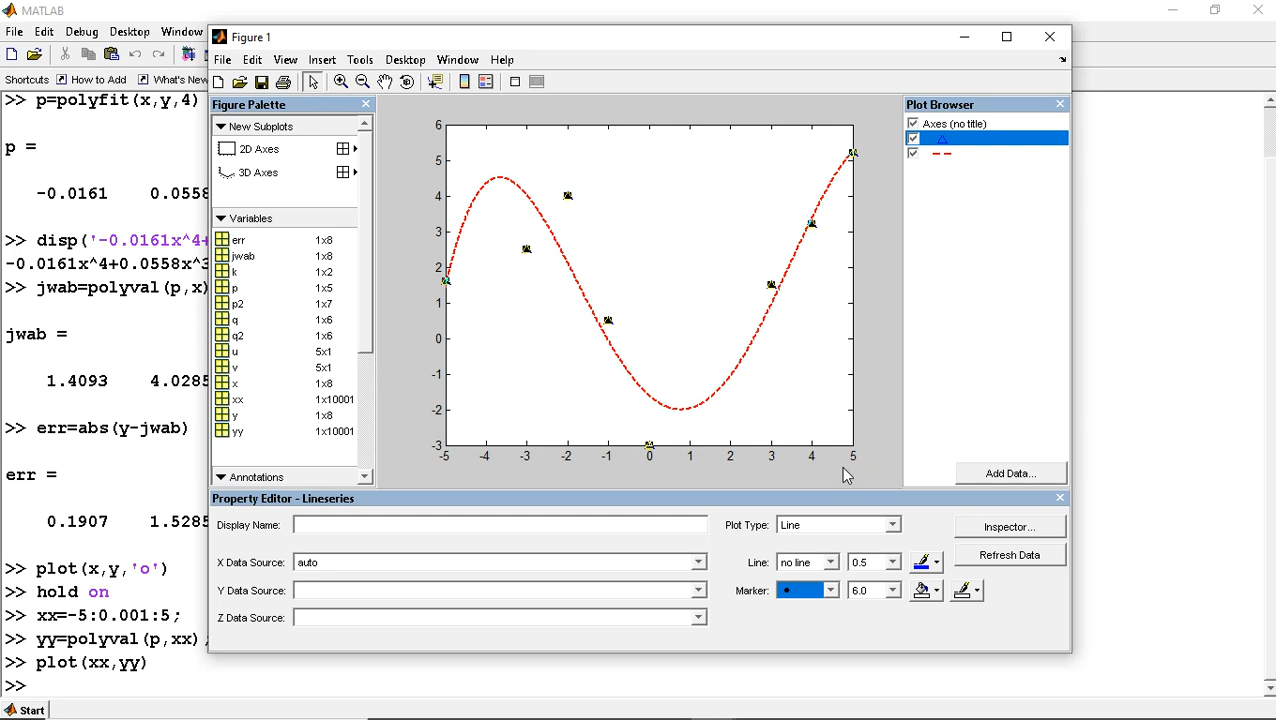 MATLAB
File Edit Debug Desktop Window
Shortcuts How to Add What's New
>> p=polyfit(x,y,4)
p =
-0.0161 0.0558
>> disp('-0.0161x^4+
-0.0161x^4+0.0558x^3
>> jwab=polyval(p,x)
jwab =
1.4093 4.0285
>> err=abs(y-jwab)
err =
0.1907 1.5285
>> plot(x,y,'o')
>> hold on
>> xx=-5:0.001:5;
>> yy=polyval(p,xx);
>> plot(xx,yy)
>>
Start
Figure 1
File Edit View Insert Tools Desktop Window Help
Figure Palette
New Subplots
2D Axes
3D Axes
Variables
err 1x8
jwab 1x8
k 1x2
p 1x5
p2 1x7
q 1x6
q2 1x6
u 5x1
v 5x1
x 1x8
xx 1x10001
y 1x8
yy 1x10001
Annotations
6
5
4
3
2
1
0
-1
-2
-3
-5 -4 -3 -2 -1 0 1 2 3 4 5
Plot Browser
Axes (no title)
Add Data...
Property Editor - Lineseries
Display Name:
Plot Type: Line
Inspector...
X Data Source: auto
Line: no line 0.5
Refresh Data
Y Data Source:
Marker: 6.0
Z Data Source: